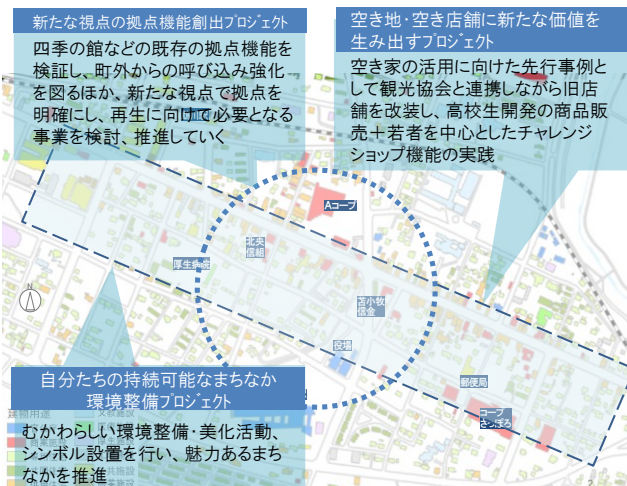 新たな視点の拠点機能創出プロジェクト
四季の館などの既存の拠点機能を
検証し、町外からの呼び込み強化
を図るほか、新たな視点で拠点を
明確にし、再生に向けて必要となる
事業を検討、推進していく
空き地・空き店舗に新たな価値を
生み出すプロジェクト
空き家の活用に向けた先行事例と
して観光協会と連携しながら旧店
舗を改装し、高校生開発の商品販
売＋若者を中心としたチャレンジ
ショップ機能の実践
Aコープ
北央
信組
厚生病院
苫小牧
信金
役場
郵便局
コープ
さっぽろ
N
自分たちの持続可能なまちなか
環境整備プロジェクト
むかわらしい環境整備・美化活動、
シンボル設置を行い、魅力あるまち
なかを推進
建物用途
2